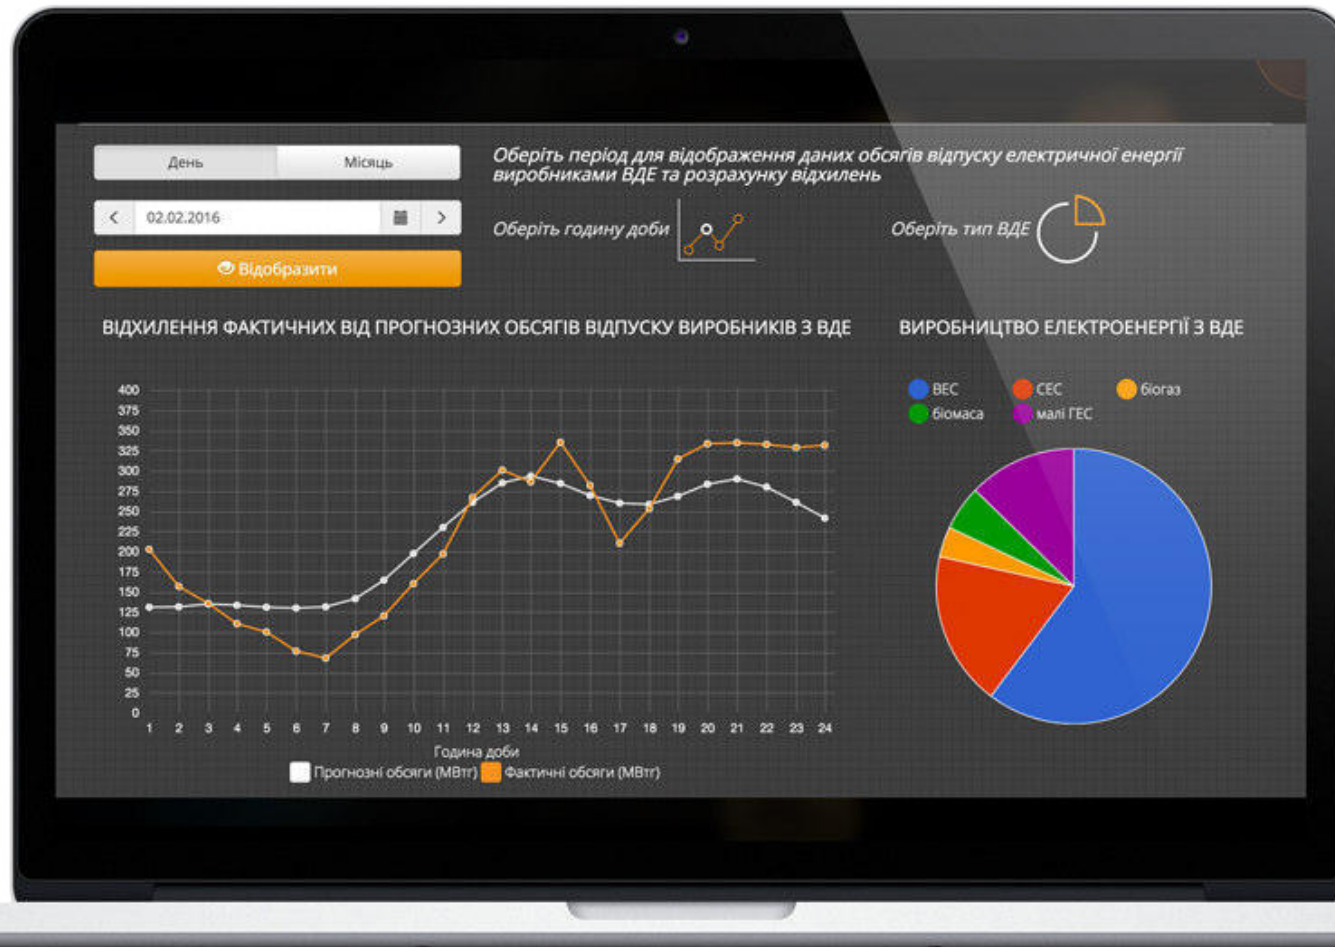 День
Місяць
02.02.2016
Відобразити
Оберіть період для відображення даних обсягів відпуску електричної енергії
виробниками ВДЕ та розрахунку відхилень
Оберіть годину доби
Оберіть тип ВДЕ
ВІДХИЛЕННЯ ФАКТИЧНИХ ВІД ПРОГНОЗНИХ ОБСЯГІВ ВІДПУСКУ ВИРОБНИКІВ З ВДЕ
400
375
350
325
300
275
250
225
200
175
150
125
100
75
50
25
0
1 2 3 4 5 6 7 8 9 10 11 12 13 14 15 16 17 18 19 20 21 22 23 24
Година доби
Прогнозні обсяги (МВтг) Фактичні обсяги (МВтг)
ВИРОБНИЦТВО ЕЛЕКТРОЕНЕРГІЇ З ВДЕ
ВЕС СЕС біогаз
біомаса малі ГЕС